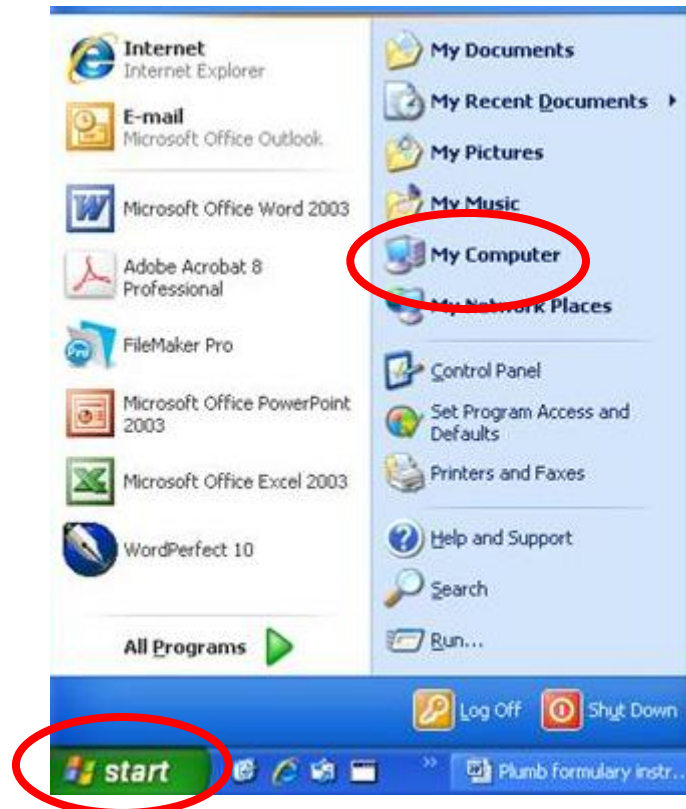 Internet
Internet Explorer
E-mail
Microsoft Office Outlook
Microsoft Office Word 2003
Adobe Acrobat 8
Professional
FileMaker Pro
Microsoft Office PowerPoint
2003
Microsoft Office Excel 2003
WordPerfect 10
All Programs
My Documents
My Recent Documents
My Pictures
My Music
My Computer
My Network Places
Control Panel
Set Program Access and
Defaults
Printers and Faxes
Help and Support
Search
Run...
Log Off
Shut Down
start
»
Plumb formulary instr...